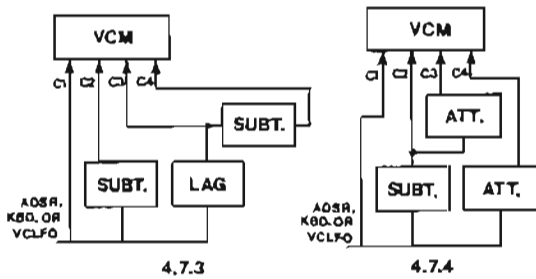 VCM VCM
C1 C2 C3 C4 C1 C2 C3 C4
SUBT. ATT.
SUBT. LAG SUBT. ATT.
ADSR, ADSR,
KBD. OR KBD. OR
VCLFO VCLFO
4.7.3 4.7.4